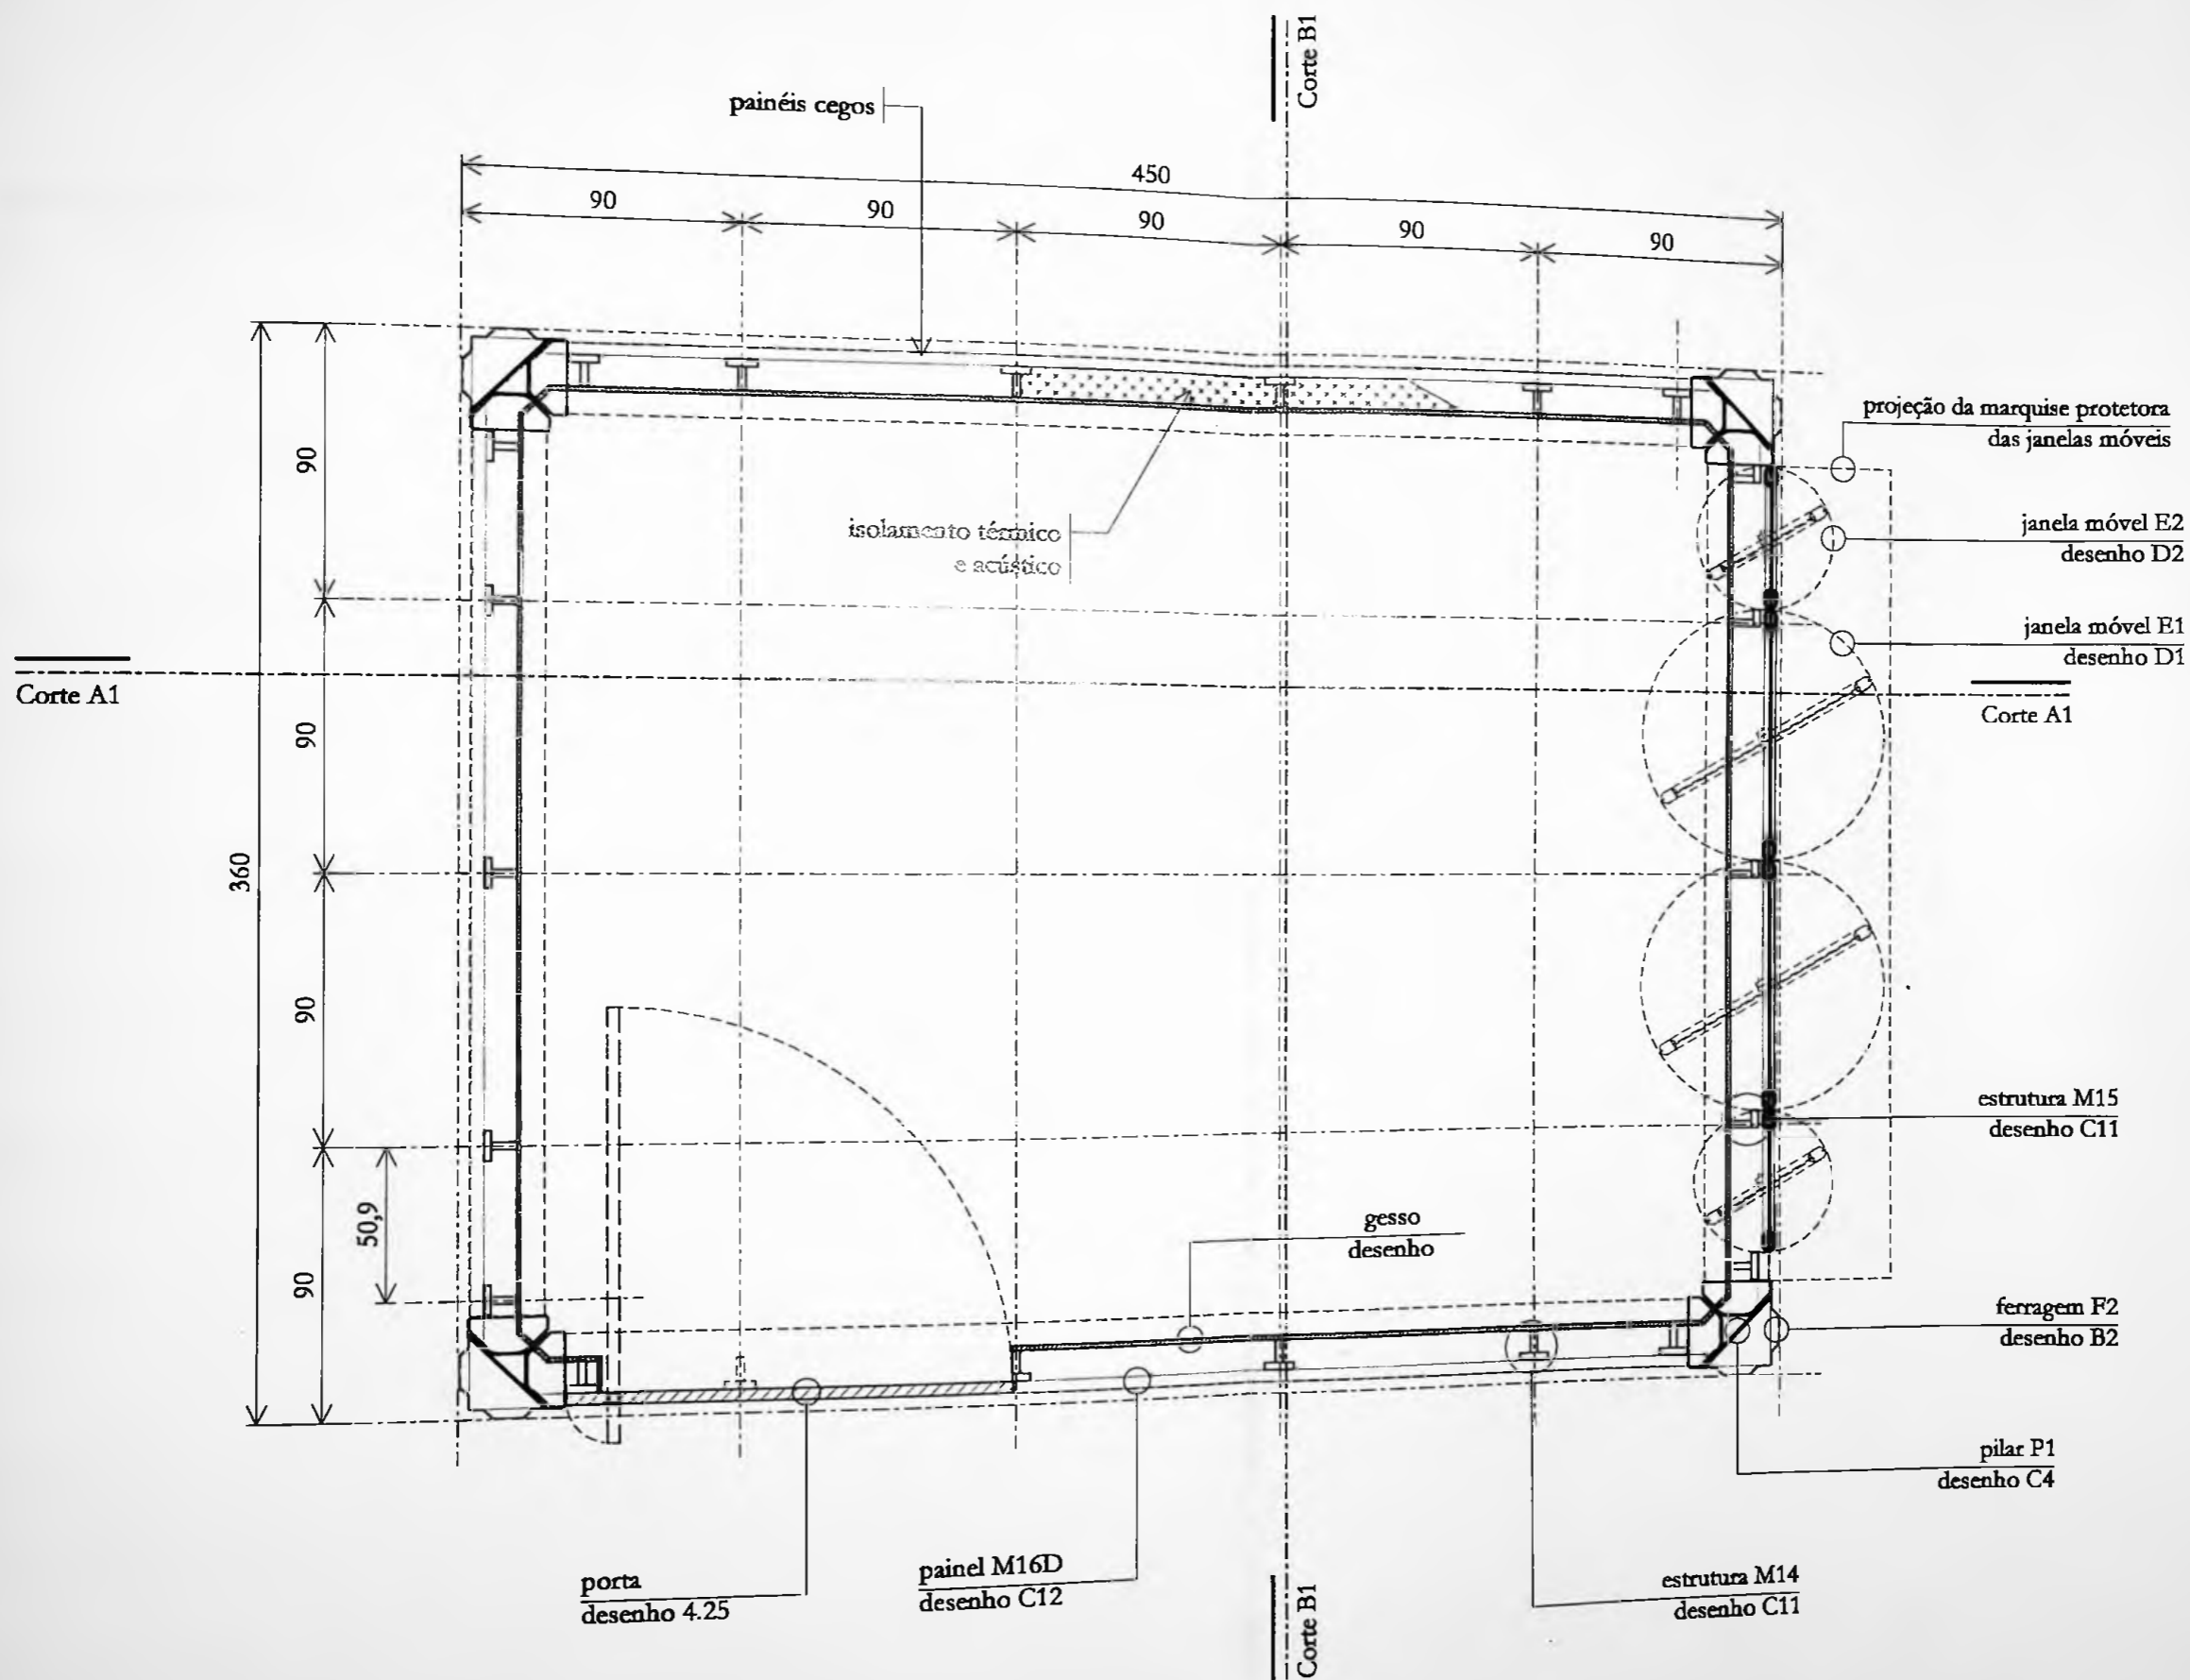 Corte B1
painéis cegos
450
90
90
90
90
90
projeção da marquise protetora
das janelas móveis
90
isolamento térmico
e acústico
janela móvel E2
desenho D2
janela móvel E1
desenho D1
Corte A1
Corte A1
90
360
90
estrutura M15
desenho C11
50,9
90
gesso
desenho
ferragem F2
desenho B2
pilar P1
desenho C4
porta
desenho 4.25
painel M16D
desenho C12
estrutura M14
desenho C11
Corte B1